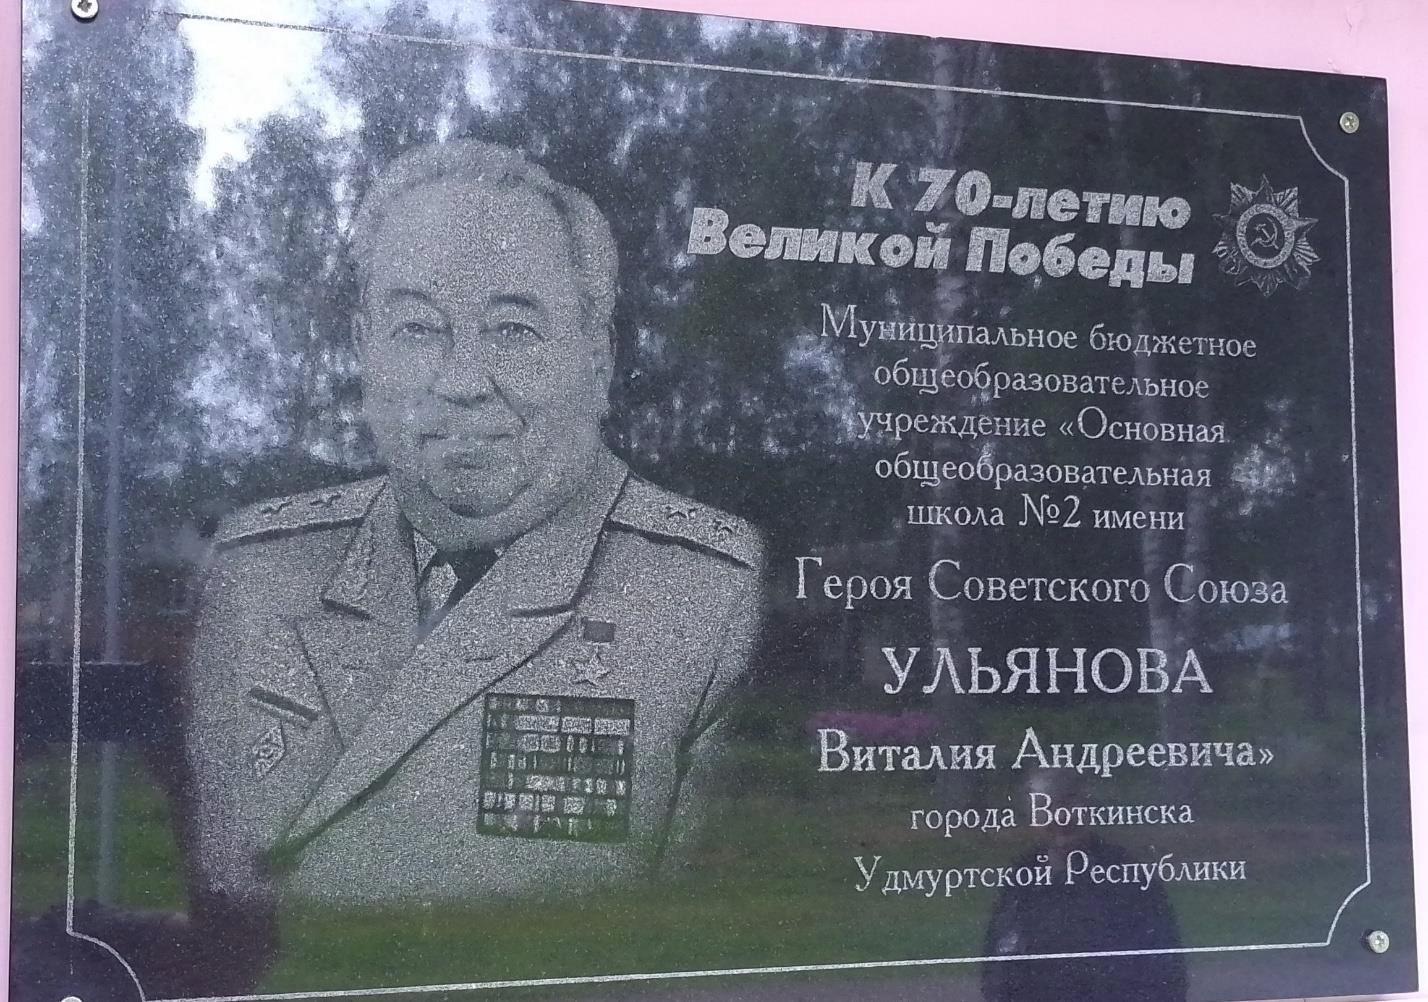 К 70-летию
Великой Победы
Муниципальное бюджетное
общеобразовательное
учреждение «Основная
общеобразовательная
школа №2 имени
Героя Советского Союза
УЛЬЯНОВА
Виталия Андреевича»
города Воткинска
Удмуртской Республики